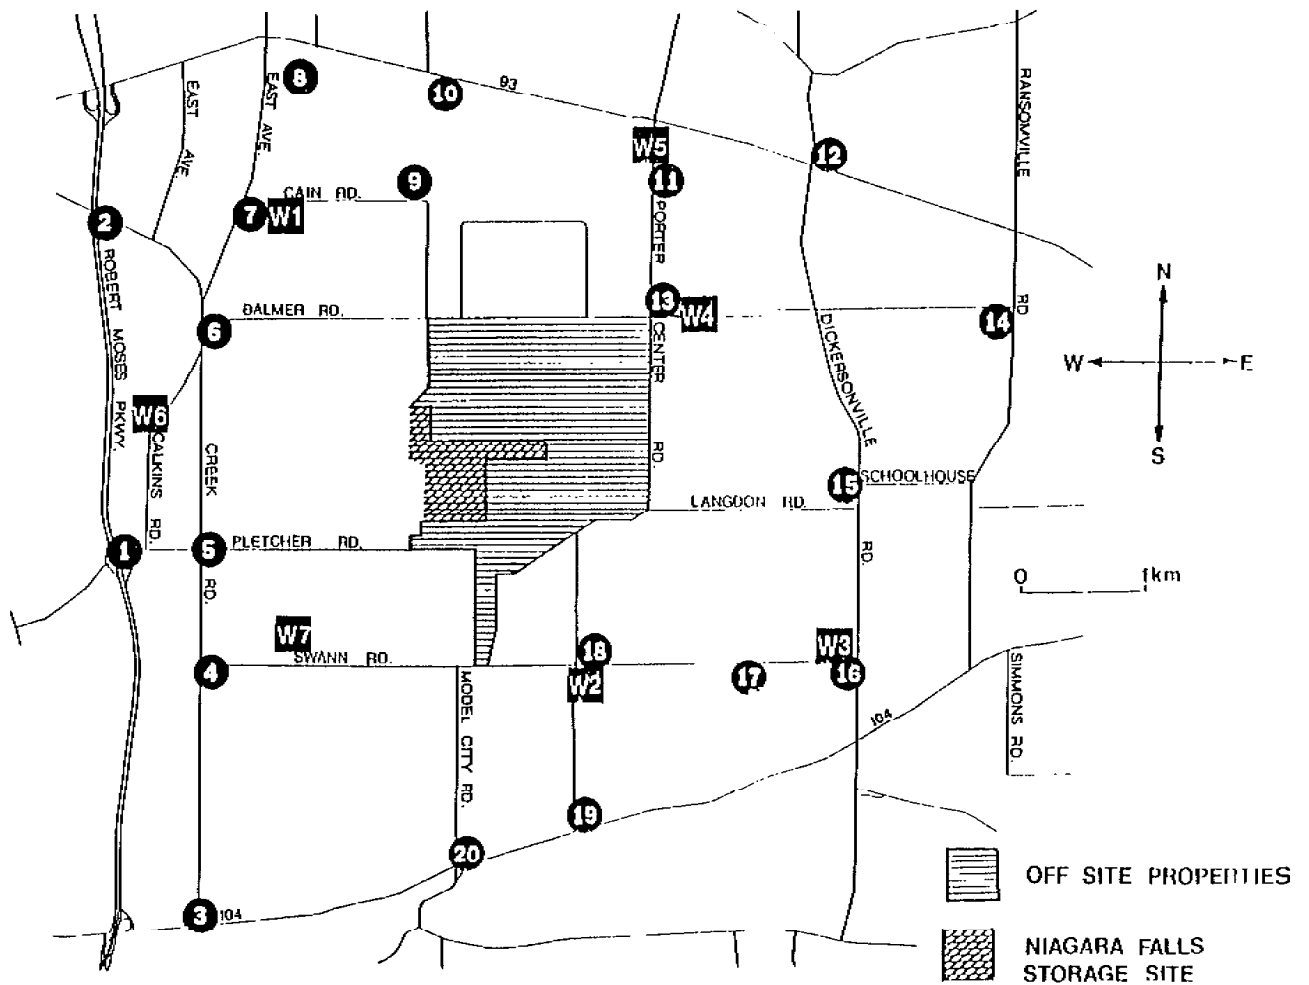 8
10
93
EAST AVE.
EAST AVE.
RANSOMVILLE RD
W5
12
9
11
CAIN RD.
2
7
W1
PORTER CENTER RD.
ROBERT MOSES PKWY.
N
W E
S
13
W4
BALMER RD.
6
14
DICKERSONVILLE RD.
W6
CALKINS RD.
CREEK RD.
15
SCHOOLHOUSE
LANGDON RD.
1
5
PLETCHER RD.
0 1km
W7
SWANN RD.
18
W3
4
W2
17
16
MODEL CITY RD.
SIMMONS RD.
104
19
20
3
104
OFF SITE PROPERTIES
NIAGARA FALLS
STORAGE SITE